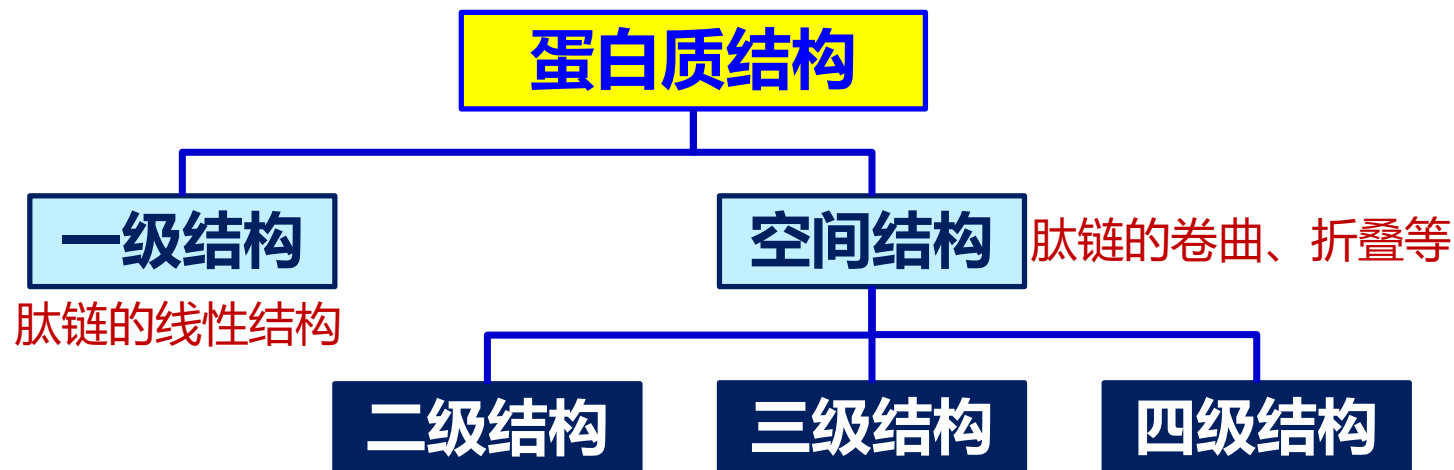 蛋白质结构
一级结构
空间结构
肽链的卷曲、折叠等
肽链的线性结构
二级结构
三级结构
四级结构